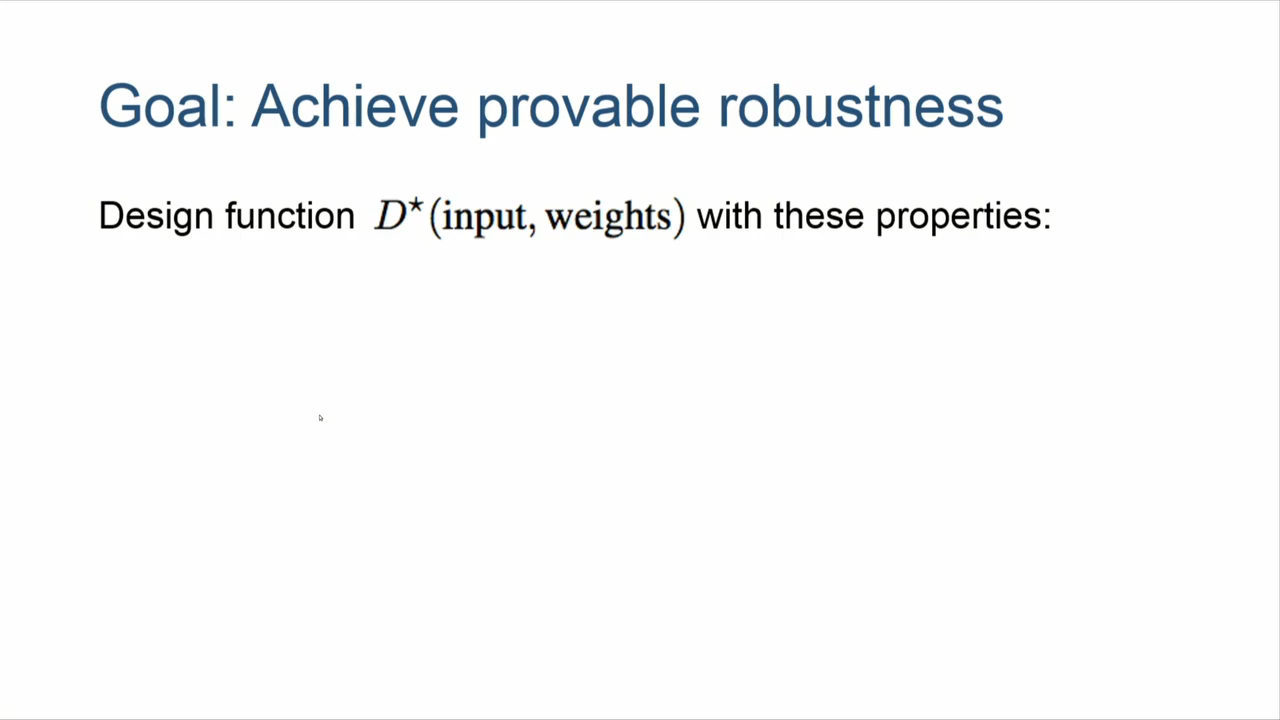 Goal: Achieve provable robustness
Design function D*(input, weights) with these properties: